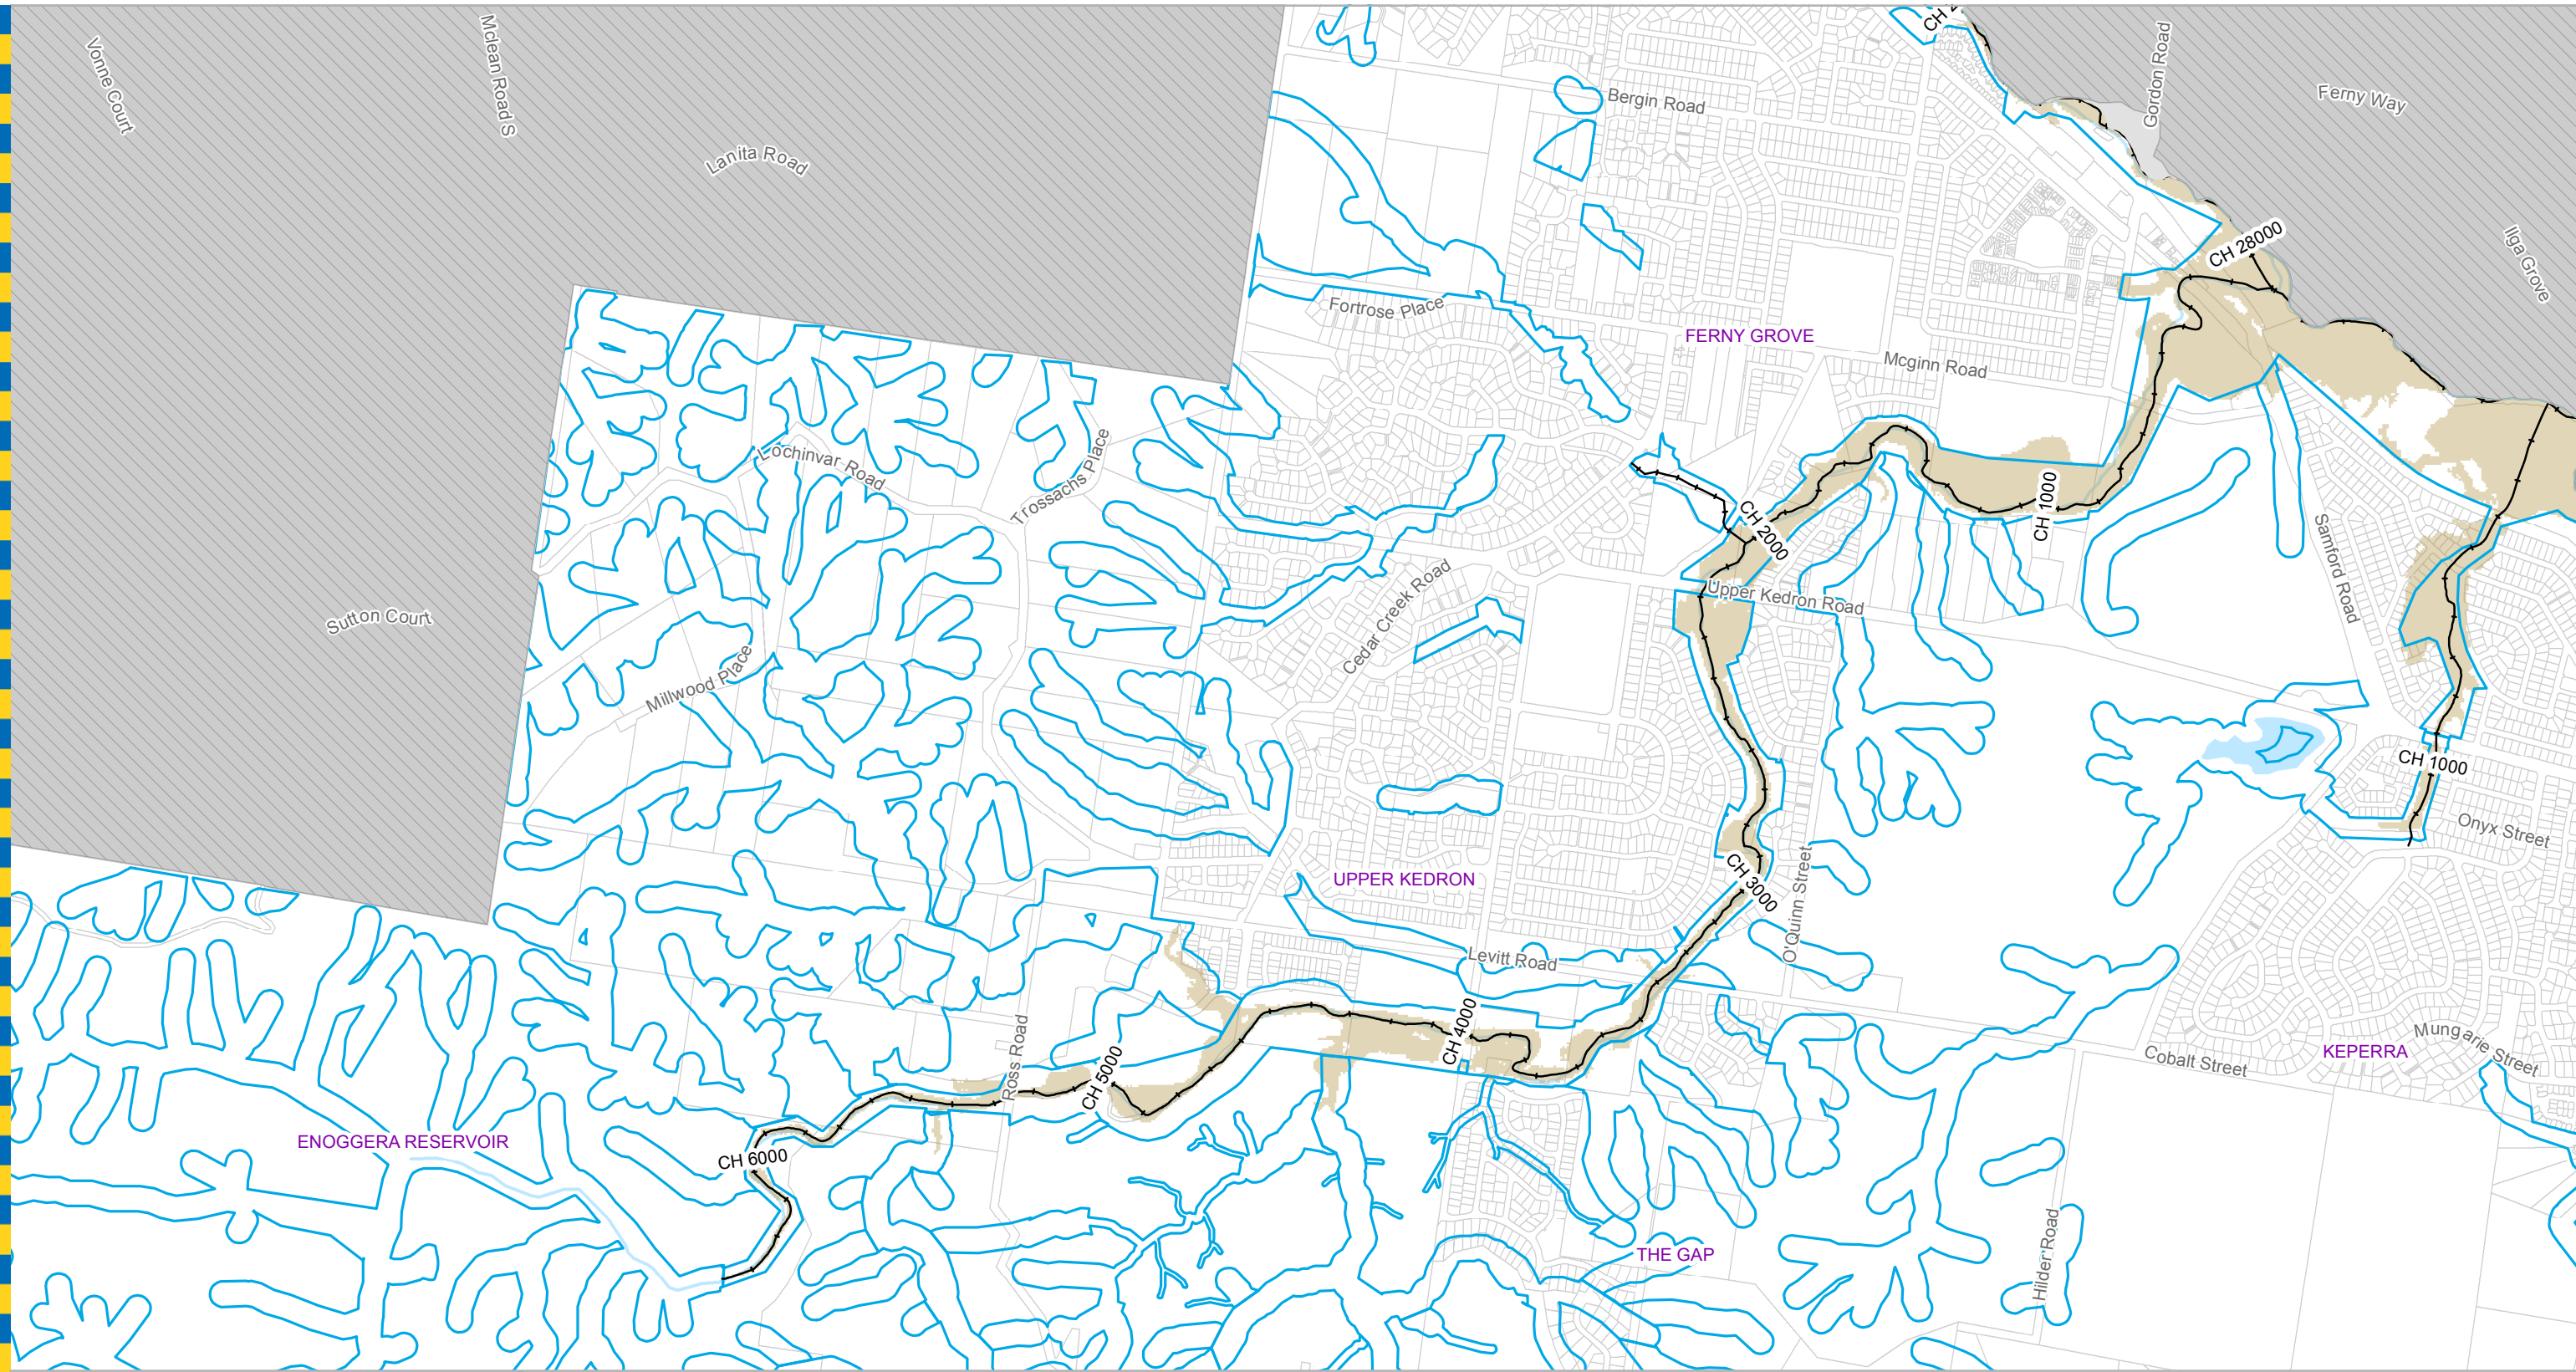 Vonne Court
Mclean Road S
Lanita Road
Bergin Road
Gordon Road
Ferny Way
Ilga Grove
CH 28000
Fortrose Place
FERNY GROVE
Mcginn Road
Lochinvar Road
Trossachs Place
CH 1000
CH 2000
Samford Road
Cedar Creek Road
Upper Kedron Road
Sutton Court
Millwood Place
CH 1000
Onyx Street
UPPER KEDRON
CH 3000
O'Quinn Street
Levitt Road
CH 4000
Ross Road
CH 5000
Cobalt Street
KEPERRA
Mungarie Street
ENOGGERA RESERVOIR
CH 6000
THE GAP
Hilder Road